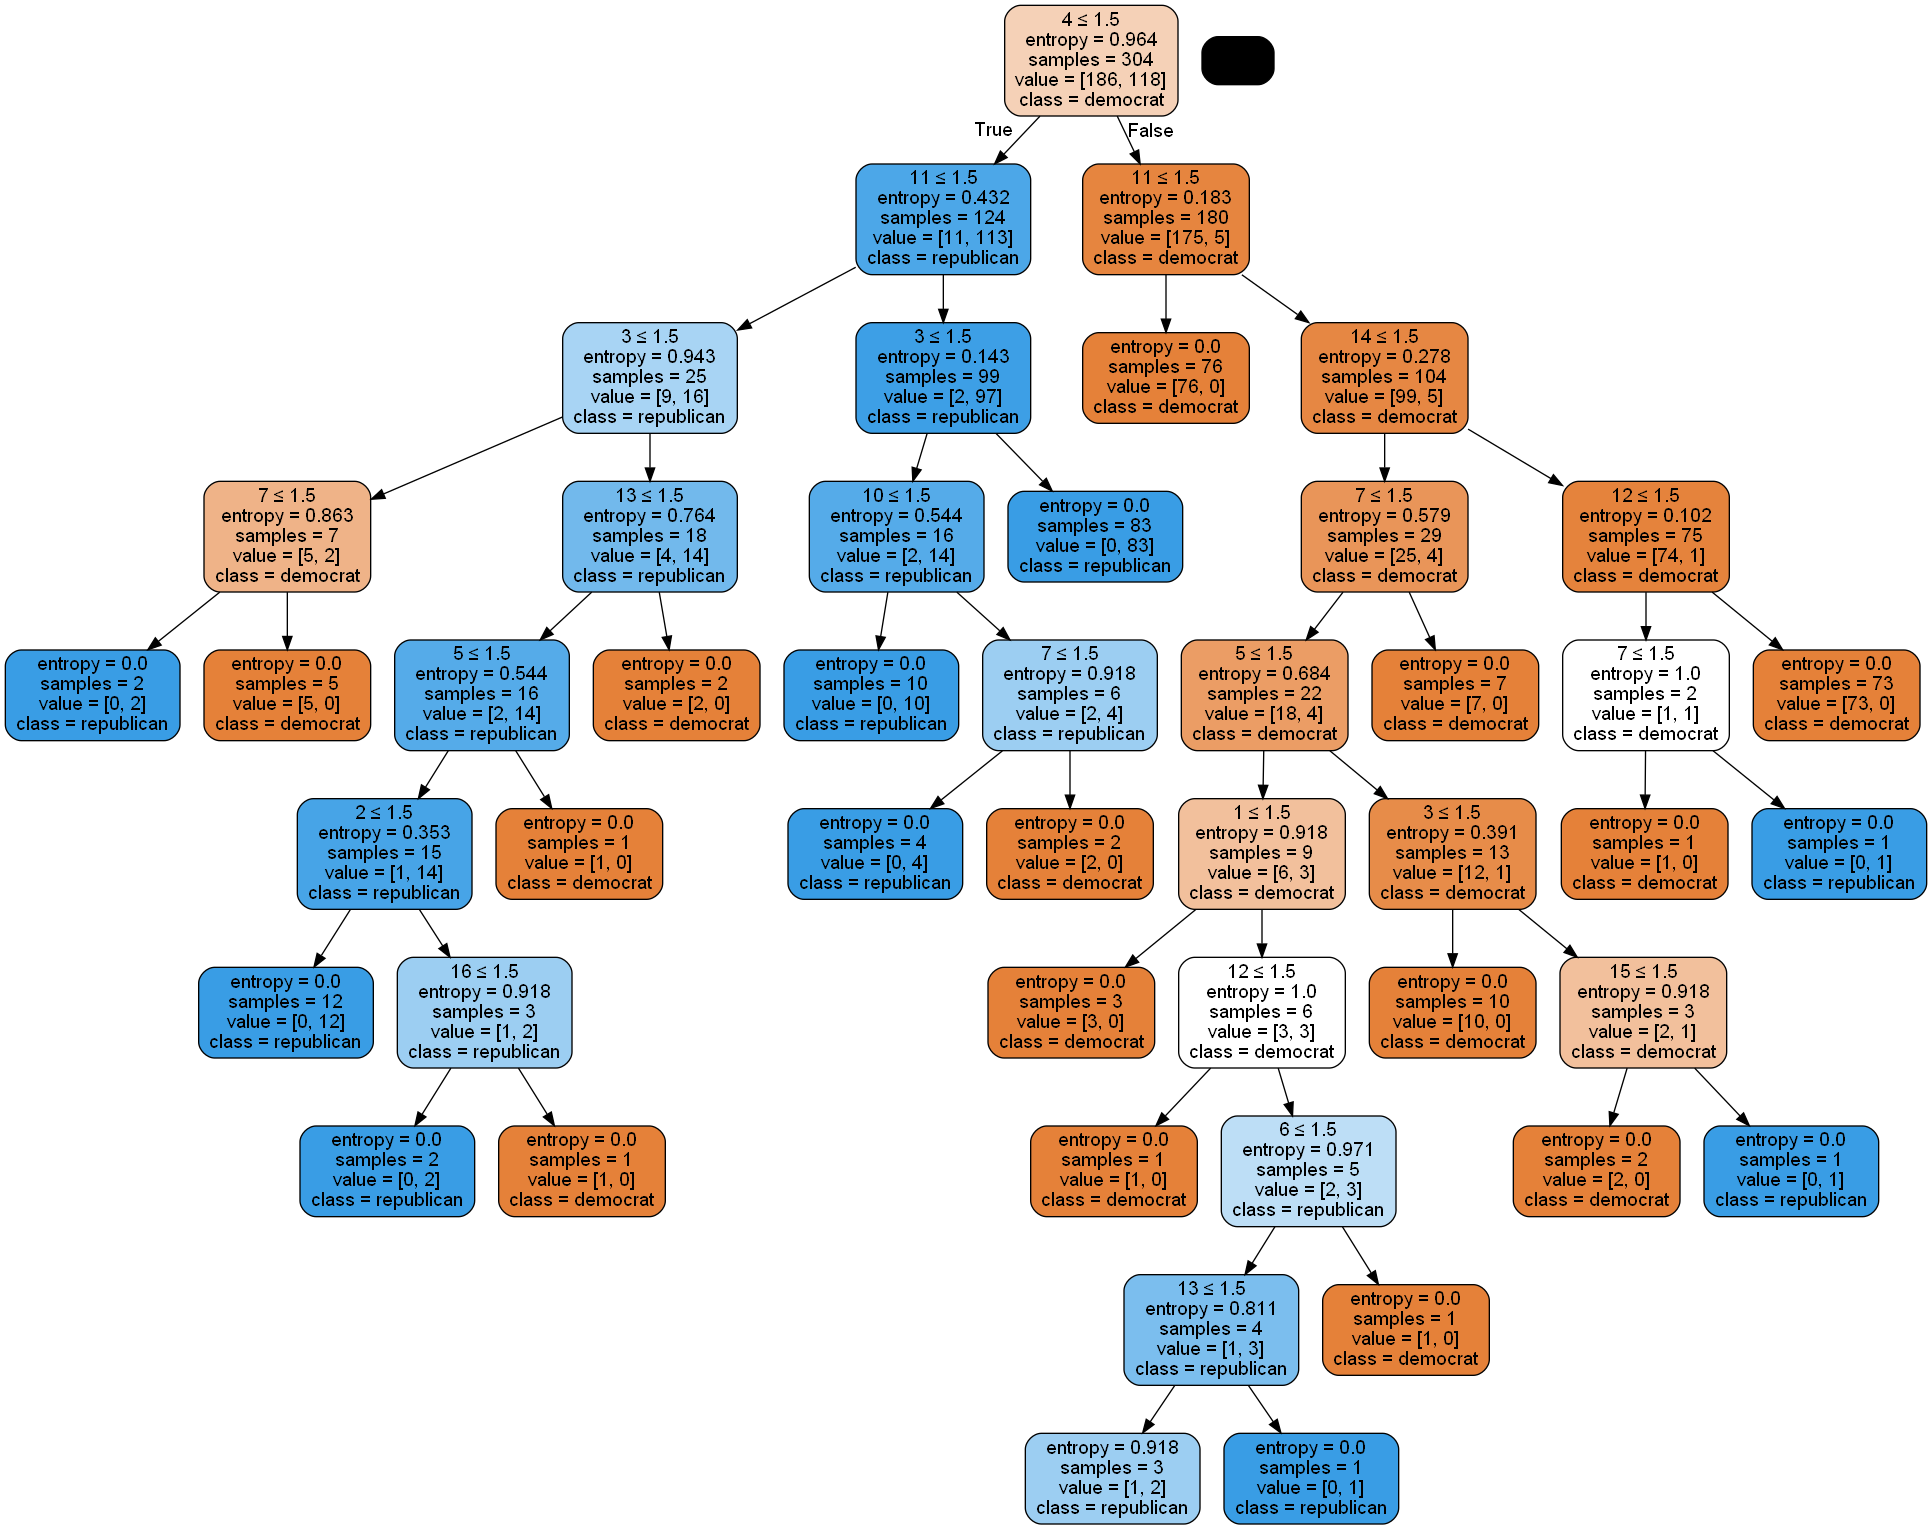 4 ≤ 1.5
entropy = 0.964
samples = 304
value = [186, 118]
class = democrat
True
False
11 ≤ 1.5
entropy = 0.432
samples = 124
value = [11, 113]
class = republican
11 ≤ 1.5
entropy = 0.183
samples = 180
value = [175, 5]
class = democrat
3 ≤ 1.5
entropy = 0.943
samples = 25
value = [9, 16]
class = republican
3 ≤ 1.5
entropy = 0.143
samples = 99
value = [2, 97]
class = republican
entropy = 0.0
samples = 76
value = [76, 0]
class = democrat
14 ≤ 1.5
entropy = 0.278
samples = 104
value = [99, 5]
class = democrat
7 ≤ 1.5
entropy = 0.863
samples = 7
value = [5, 2]
class = democrat
13 ≤ 1.5
entropy = 0.764
samples = 18
value = [4, 14]
class = republican
10 ≤ 1.5
entropy = 0.544
samples = 16
value = [2, 14]
class = republican
entropy = 0.0
samples = 83
value = [0, 83]
class = republican
7 ≤ 1.5
entropy = 0.579
samples = 29
value = [25, 4]
class = democrat
12 ≤ 1.5
entropy = 0.102
samples = 75
value = [74, 1]
class = democrat
entropy = 0.0
samples = 2
value = [0, 2]
class = republican
entropy = 0.0
samples = 5
value = [5, 0]
class = democrat
5 ≤ 1.5
entropy = 0.544
samples = 16
value = [2, 14]
class = republican
entropy = 0.0
samples = 2
value = [2, 0]
class = democrat
entropy = 0.0
samples = 10
value = [0, 10]
class = republican
7 ≤ 1.5
entropy = 0.918
samples = 6
value = [2, 4]
class = republican
5 ≤ 1.5
entropy = 0.684
samples = 22
value = [18, 4]
class = democrat
entropy = 0.0
samples = 7
value = [7, 0]
class = democrat
7 ≤ 1.5
entropy = 1.0
samples = 2
value = [1, 1]
class = democrat
entropy = 0.0
samples = 73
value = [73, 0]
class = democrat
2 ≤ 1.5
entropy = 0.353
samples = 15
value = [1, 14]
class = republican
entropy = 0.0
samples = 1
value = [1, 0]
class = democrat
entropy = 0.0
samples = 4
value = [0, 4]
class = republican
entropy = 0.0
samples = 2
value = [2, 0]
class = democrat
1 ≤ 1.5
entropy = 0.918
samples = 9
value = [6, 3]
class = democrat
3 ≤ 1.5
entropy = 0.391
samples = 13
value = [12, 1]
class = democrat
entropy = 0.0
samples = 1
value = [1, 0]
class = democrat
entropy = 0.0
samples = 1
value = [0, 1]
class = republican
entropy = 0.0
samples = 12
value = [0, 12]
class = republican
16 ≤ 1.5
entropy = 0.918
samples = 3
value = [1, 2]
class = republican
entropy = 0.0
samples = 3
value = [3, 0]
class = democrat
12 ≤ 1.5
entropy = 1.0
samples = 6
value = [3, 3]
class = democrat
entropy = 0.0
samples = 10
value = [10, 0]
class = democrat
15 ≤ 1.5
entropy = 0.918
samples = 3
value = [2, 1]
class = democrat
entropy = 0.0
samples = 2
value = [0, 2]
class = republican
entropy = 0.0
samples = 1
value = [1, 0]
class = democrat
entropy = 0.0
samples = 1
value = [1, 0]
class = democrat
6 ≤ 1.5
entropy = 0.971
samples = 5
value = [2, 3]
class = republican
entropy = 0.0
samples = 2
value = [2, 0]
class = democrat
entropy = 0.0
samples = 1
value = [0, 1]
class = republican
13 ≤ 1.5
entropy = 0.811
samples = 4
value = [1, 3]
class = republican
entropy = 0.0
samples = 1
value = [1, 0]
class = democrat
entropy = 0.918
samples = 3
value = [1, 2]
class = republican
entropy = 0.0
samples = 1
value = [0, 1]
class = republican